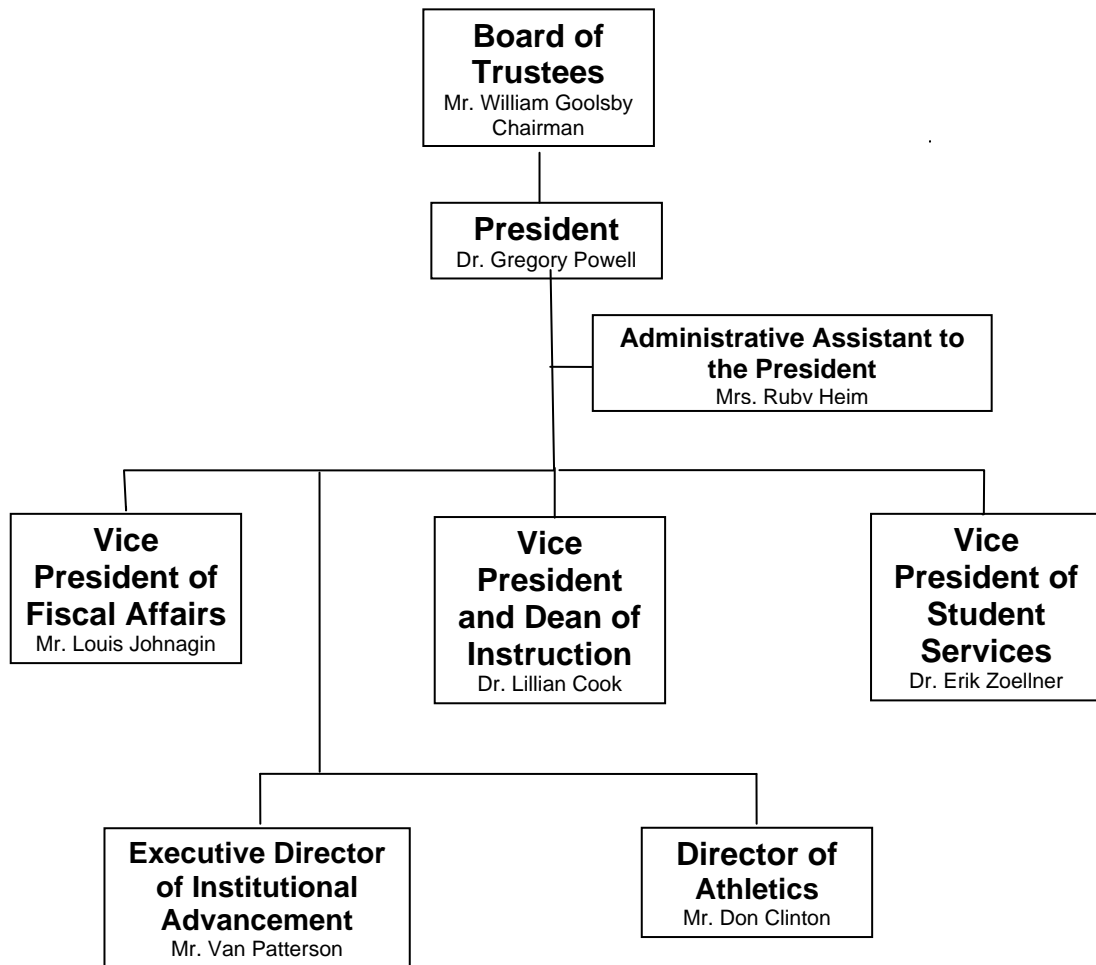 Board of
Trustees
Mr. William Goolsby
Chairman
President
Dr. Gregory Powell
Administrative Assistant to
the President
Mrs. Ruby Heim
Vice
President of
Fiscal Affairs
Mr. Louis Johnagin
Vice
President
and Dean of
Instruction
Dr. Lillian Cook
Vice
President of
Student
Services
Dr. Erik Zoellner
Executive Director
of Institutional
Advancement
Mr. Van Patterson
Director of
Athletics
Mr. Don Clinton